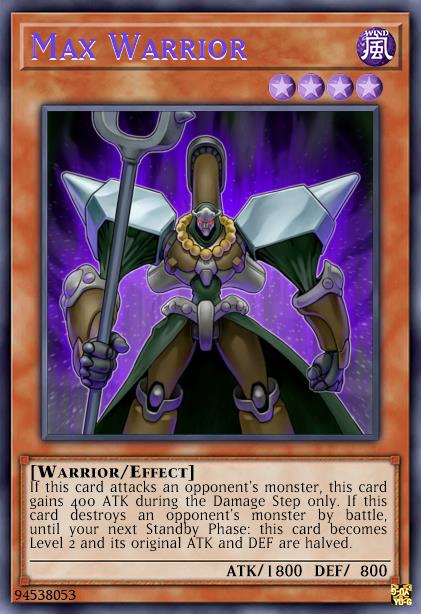 Max Warrior
WIND
風
[Warrior/Effect]
If this card attacks an opponent's monster, this card
gains 400 ATK during the Damage Step only. If this
card destroys an opponent's monster by battle,
until your next Standby Phase: this card becomes
Level 2 and its original ATK and DEF are halved.
ATK/1800 DEF/ 800
94538053